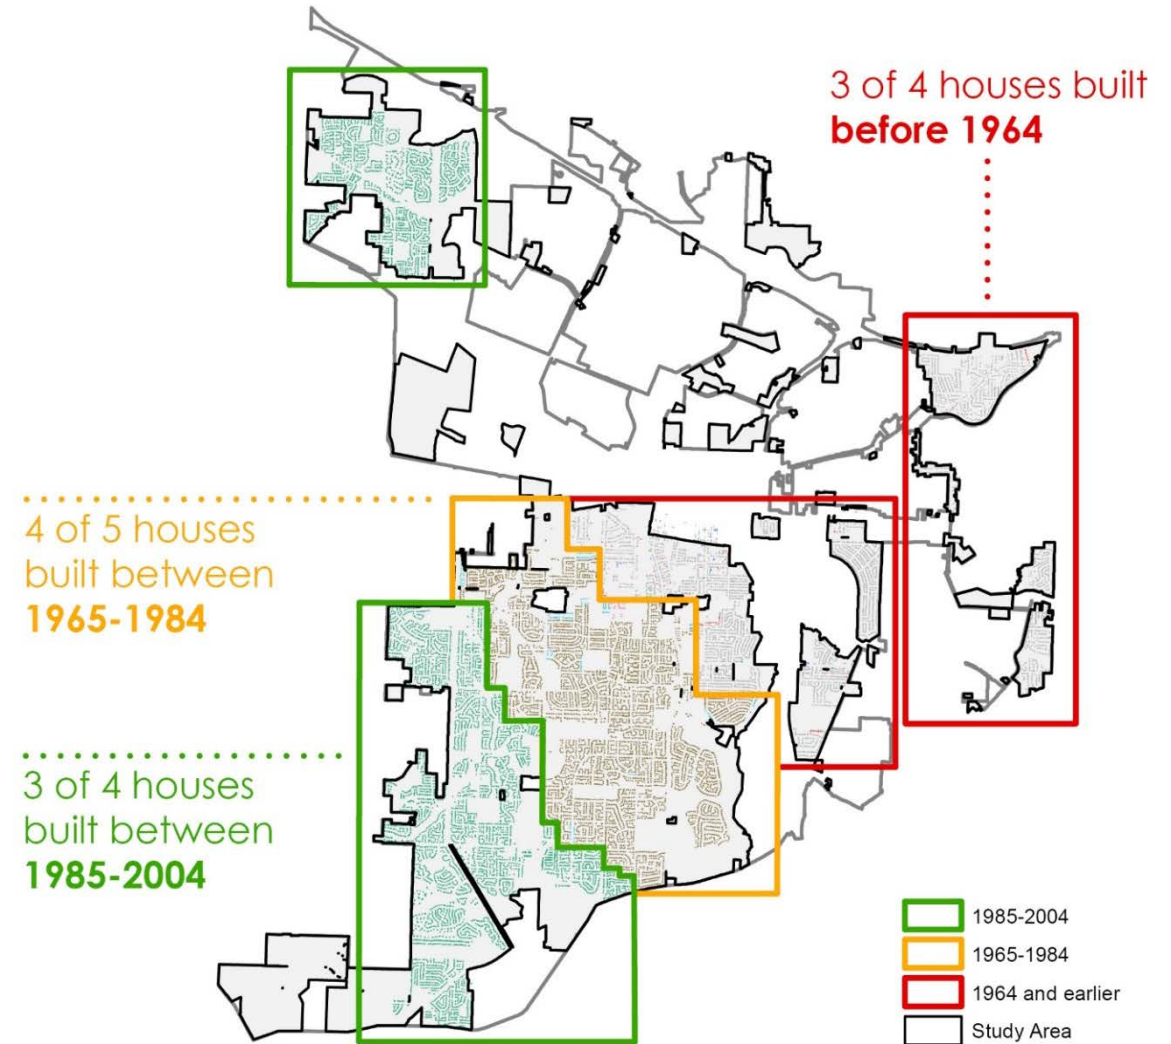 3 of 4 houses built
before 1964
4 of 5 houses
built between
1965-1984
3 of 4 houses
built between
1985-2004
1985-2004
1965-1984
1964 and earlier
Study Area